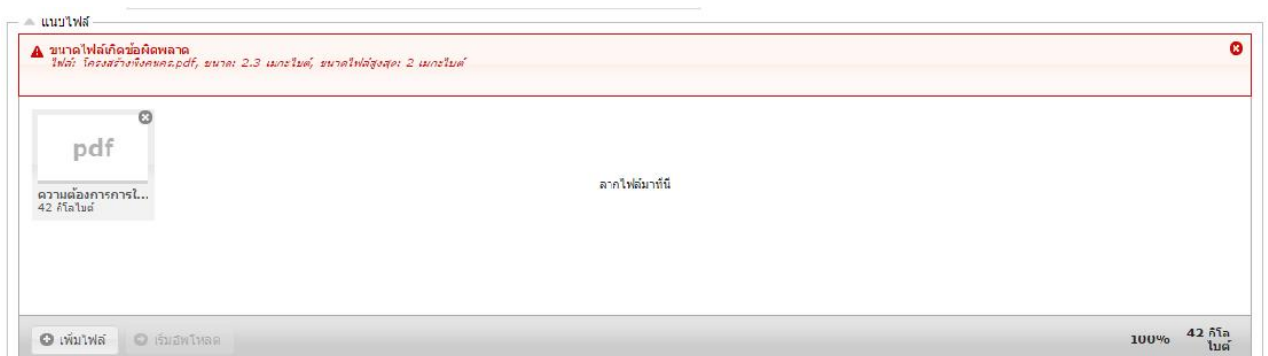 แนบไฟล์
ขนาดไฟล์เกิดข้อผิดพลาด
ไฟล์: โครงสร้างพึงคนคร.pdf, ขนาด: 2.3 เมกะไบต์, ขนาดไฟล์สูงสุด: 2 เมกะไบต์
pdf
ลากไฟล์มาที่นี่
ความต้องการการใ...
42 กิโลไบต์
เพิ่มไฟล์
เริ่มอัพโหลด
100%
42 กิโล
ไบต์